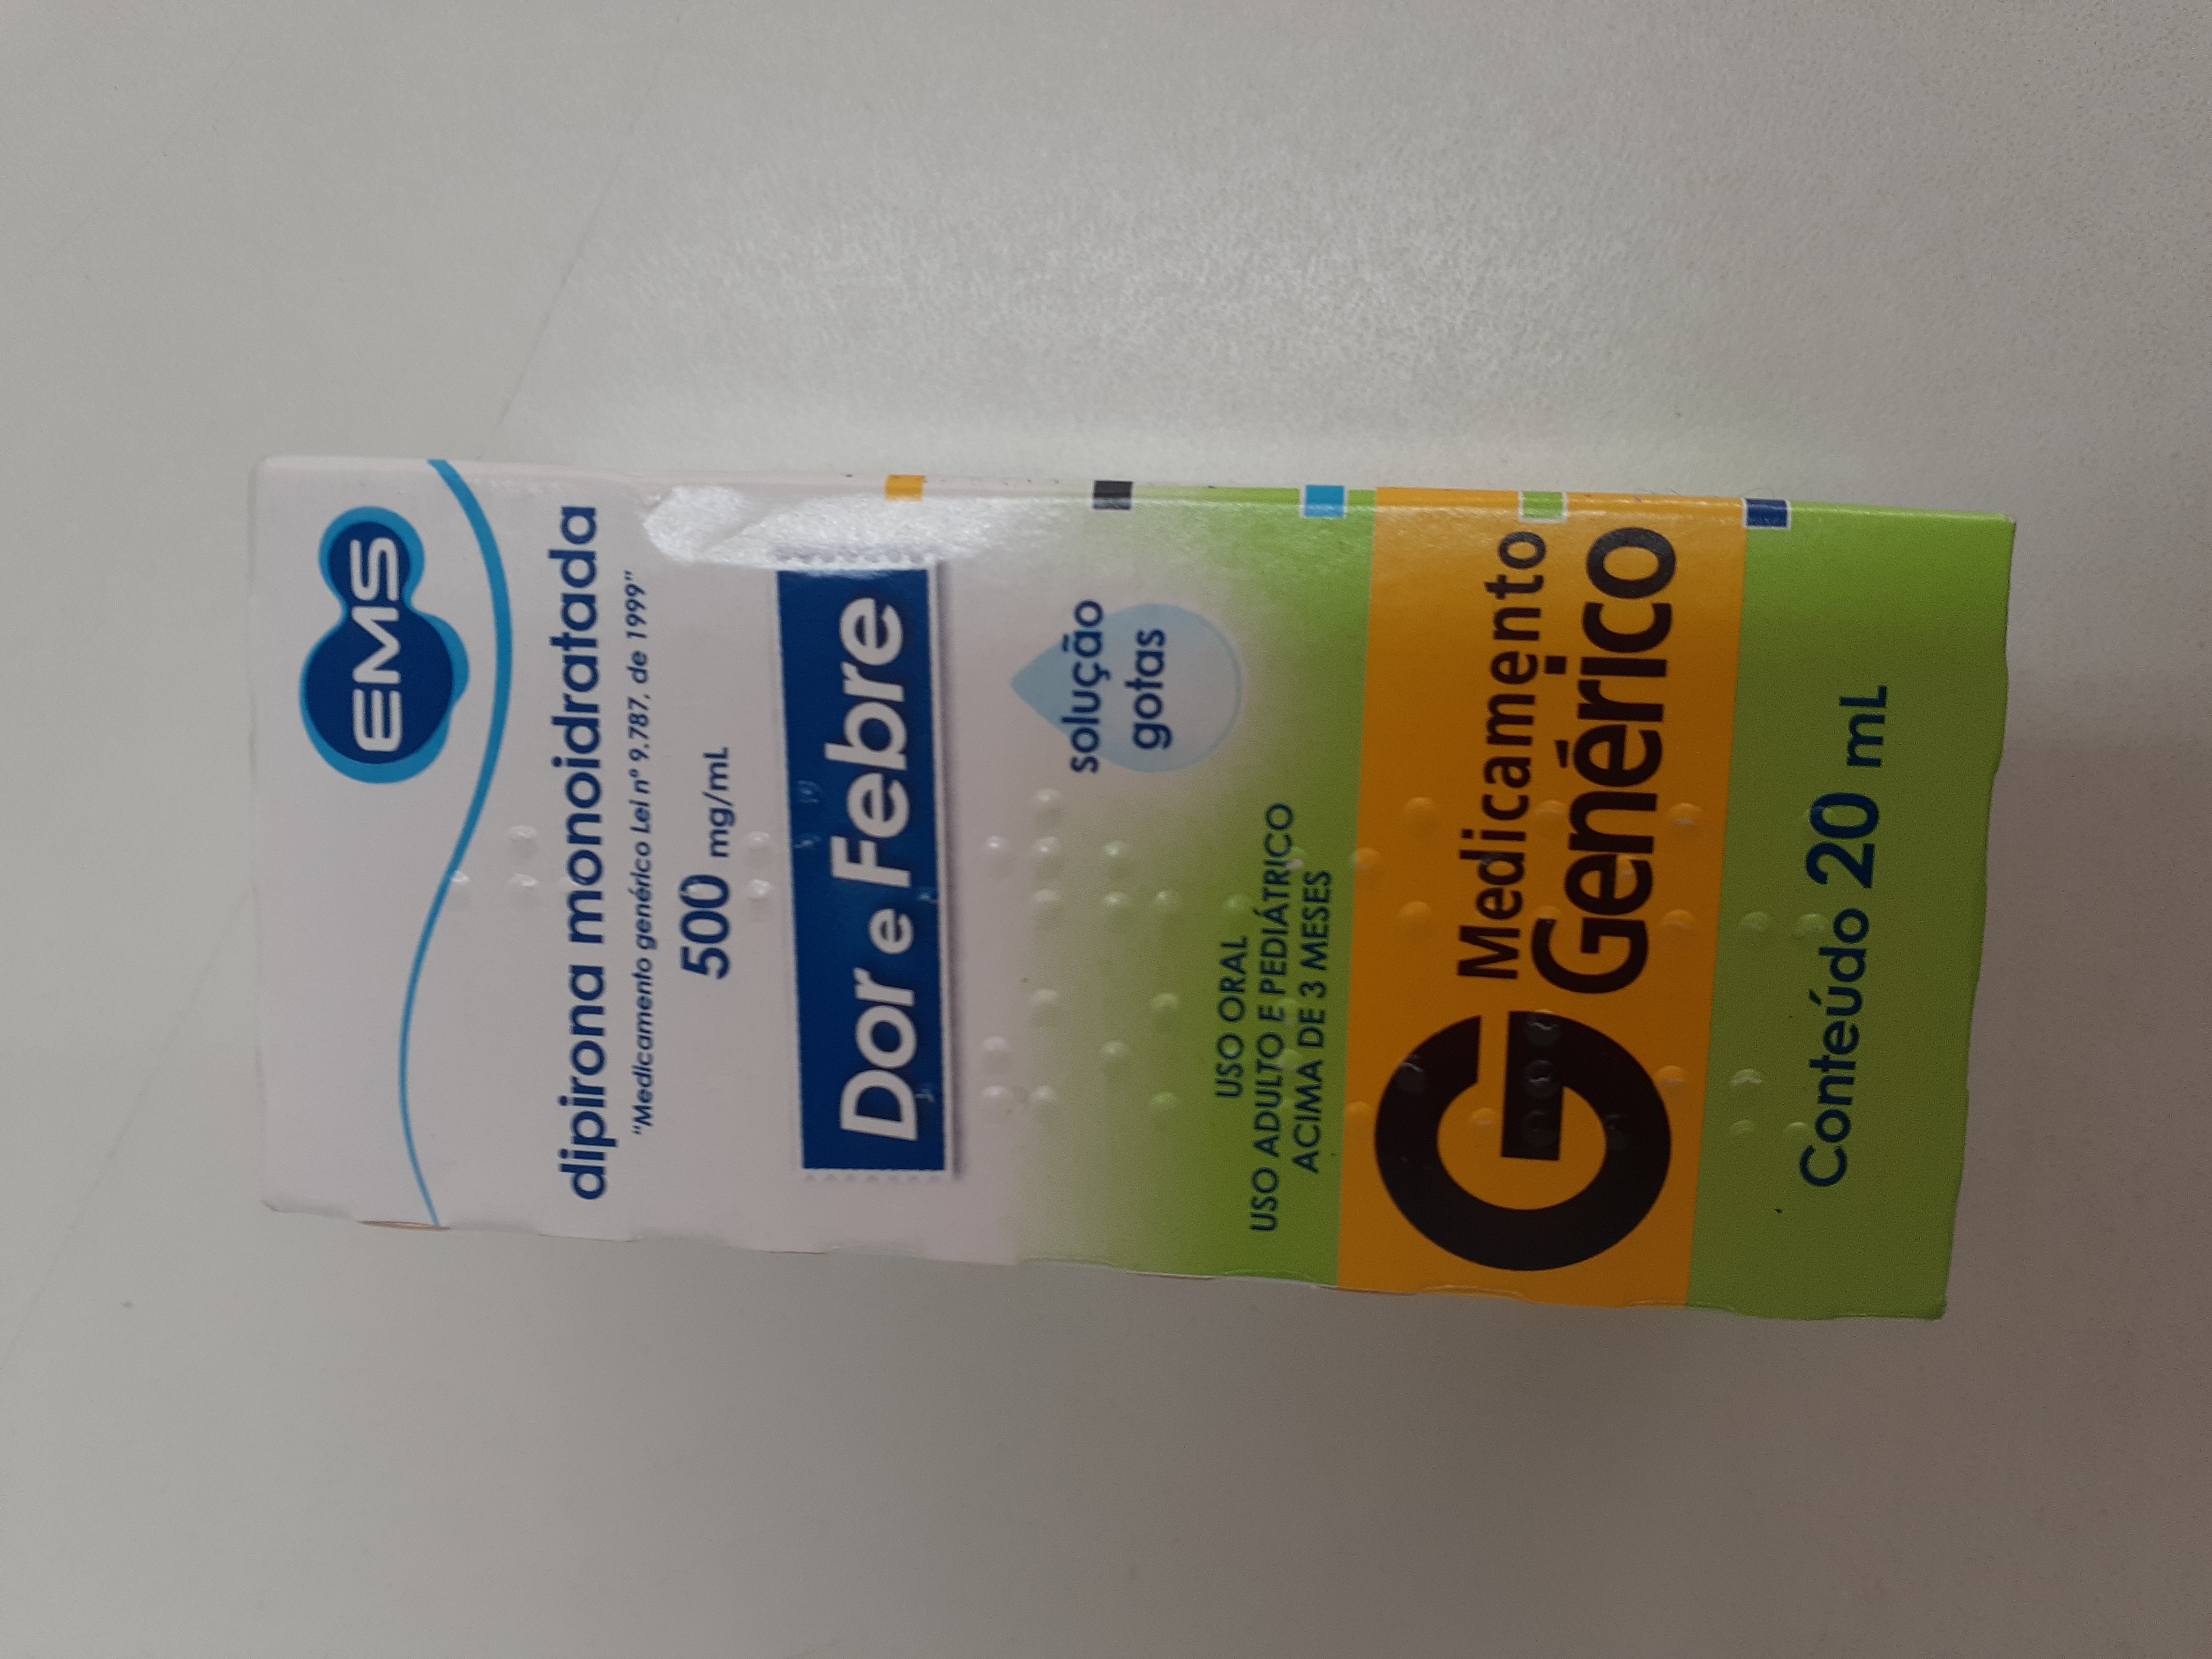 EMS
dipirona monoidratada
"Medicamento genérico Lei nº 9.787, de 1999"
500 mg/mL
Dor e Febre
solução
gotas
USO ORAL
USO ADULTO E PEDIÁTRICO
ACIMA DE 3 MESES
G Medicamento
Genérico
Conteúdo 20 mL